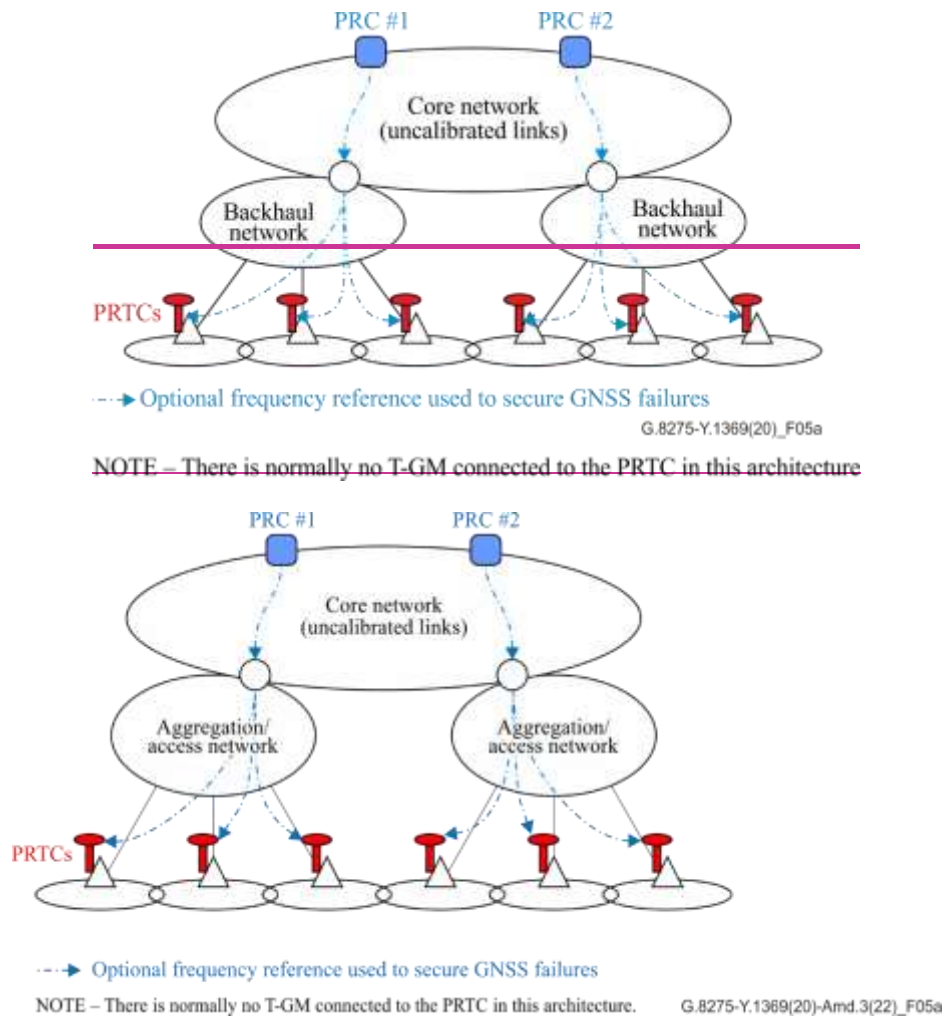 PRC #1
PRC #2
Core network
(uncalibrated links)
Backhaul
network
Backhaul
network
PRTCs
Optional frequency reference used to secure GNSS failures
G.8275-Y.1369(20)_F05a
NOTE – There is normally no T-GM connected to the PRTC in this architecture
PRC #1
PRC #2
Core network
(uncalibrated links)
Aggregation/
access network
Aggregation/
access network
PRTCs
Optional frequency reference used to secure GNSS failures
NOTE – There is normally no T-GM connected to the PRTC in this architecture.
G.8275-Y.1369(20)-Amd.3(22)_F05a